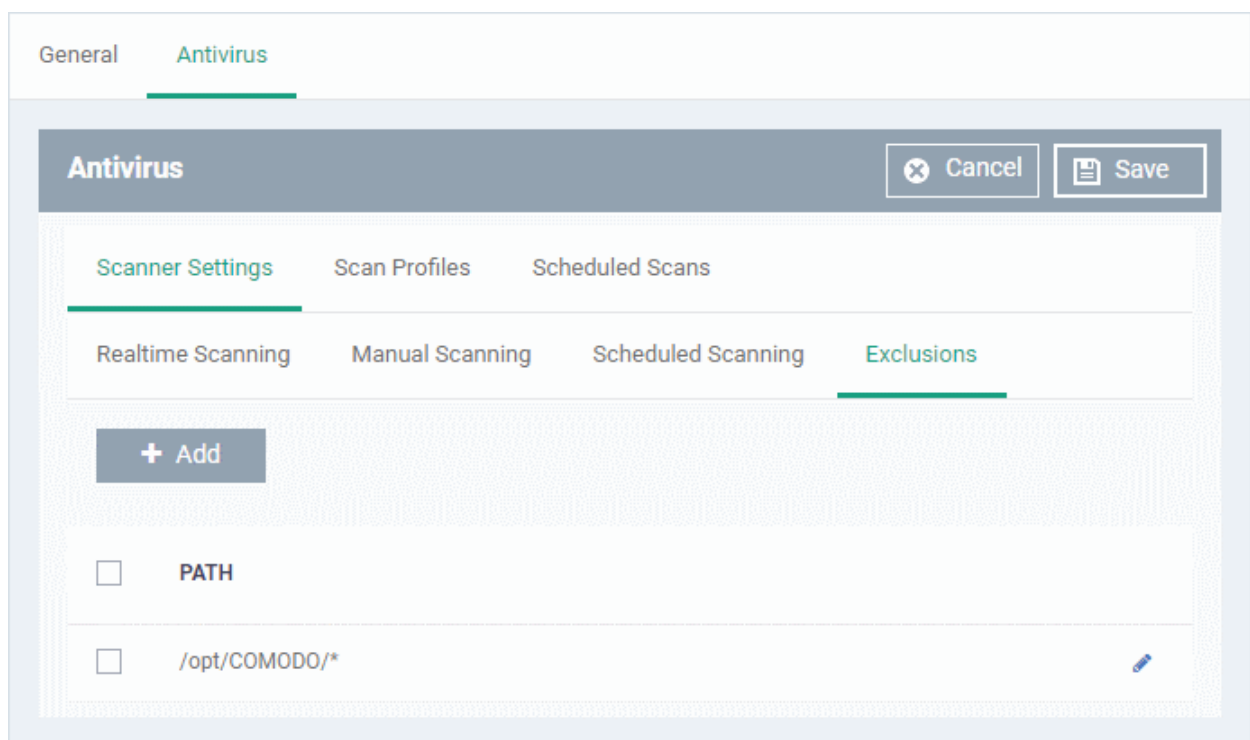 General Antivirus
Antivirus Cancel Save
Scanner Settings Scan Profiles Scheduled Scans
Realtime Scanning Manual Scanning Scheduled Scanning Exclusions
+ Add
PATH
/opt/COMODO/*